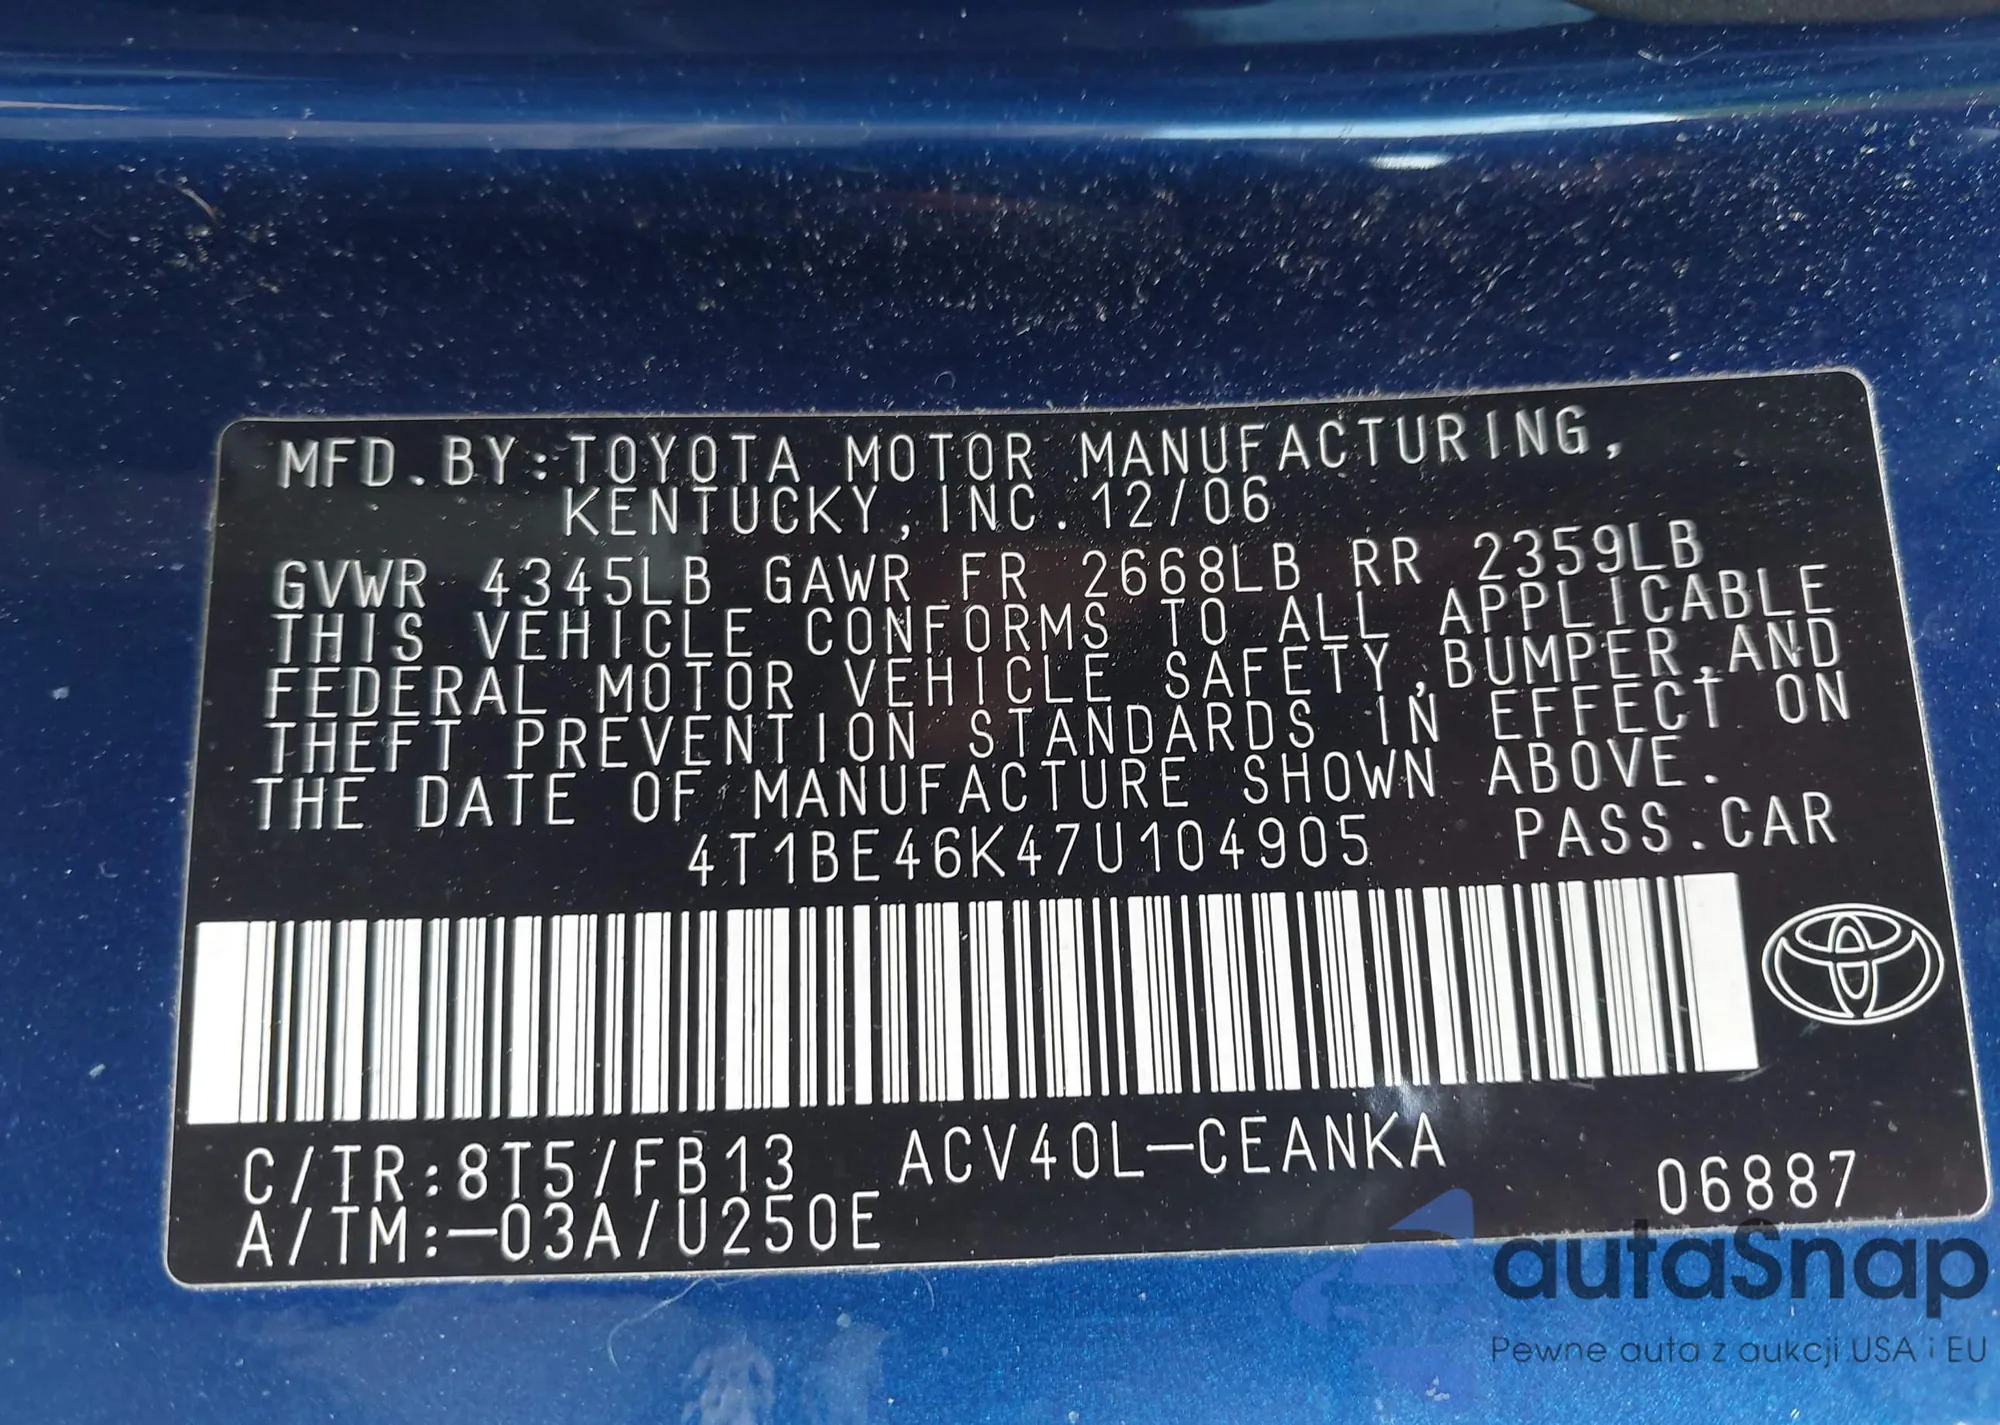 MFD.BY:TOYOTA MOTOR MANUFACTURING,
KENTUCKY,INC.12/06
GVWR 4345LB GAWR FR 2668LB RR 2359LB
THIS VEHICLE CONFORMS TO ALL APPLICABLE
FEDERAL MOTOR VEHICLE SAFETY,BUMPER,AND
THEFT PREVENTION STANDARDS IN EFFECT ON
THE DATE OF MANUFACTURE SHOWN ABOVE.
4T1BE46K47U104905 PASS.CAR
C/TR:8T5/FB13 ACV40L-CEANKA
A/TM:-03A/U250E 06887
autaSnap
Pewne auta z aukcji USA i EU